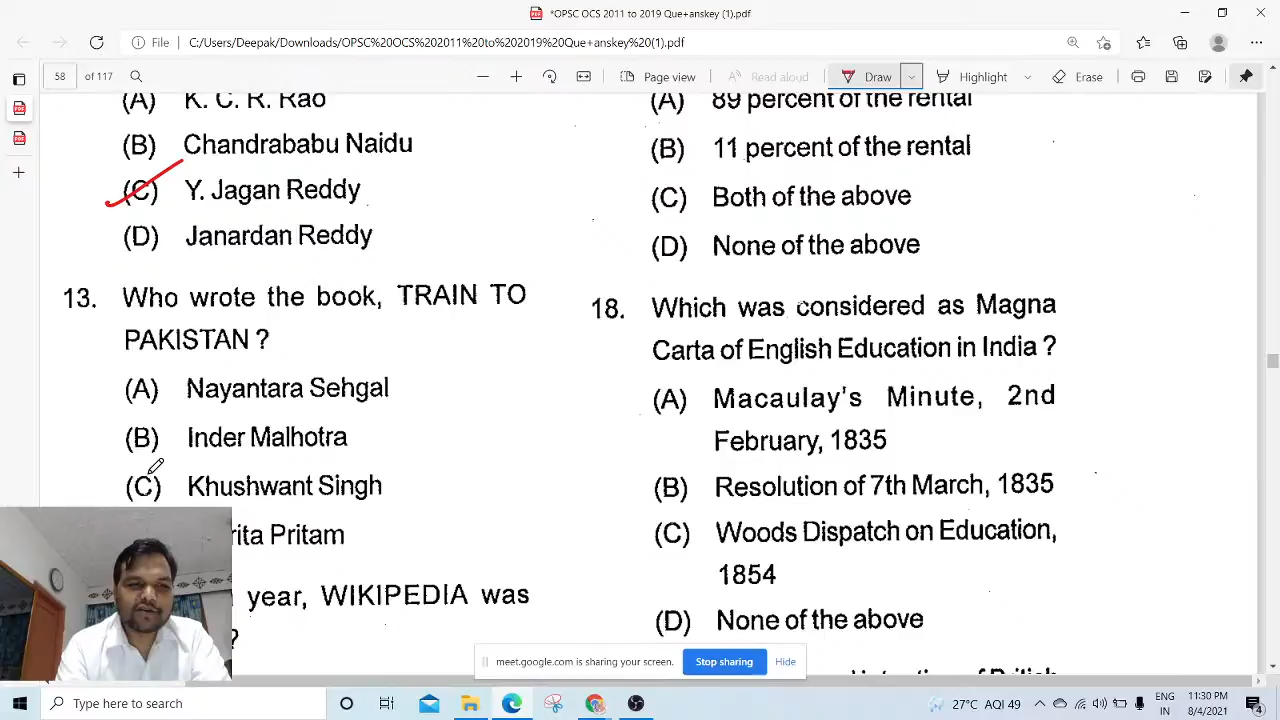 *OPSC OCS 2011 to 2019 Que+anskey (1).pdf
File
C:/Users/Deepak/Downloads/OPSC%20OCS%202011%20to%202019%20Que+anskey%20(1).pdf
58 of 117
Page view
Read aloud
Draw
Highlight
Erase
(A) K. C. R. Rao
(B) Chandrababu Naidu
(C) Y. Jagan Reddy
(D) Janardan Reddy
13. Who wrote the book, TRAIN TO
PAKISTAN ?
(A) Nayantara Sehgal
(B) Inder Malhotra
(C) Khushwant Singh
rita Pritam
year, WIKIPEDIA was
?
(A) 89 percent of the rental
(B) 11 percent of the rental
(C) Both of the above
(D) None of the above
18. Which was considered as Magna
Carta of English Education in India ?
(A) Macaulay's Minute, 2nd
February, 1835
(B) Resolution of 7th March, 1835
(C) Woods Dispatch on Education,
1854
(D) None of the above
of British
meet.google.com is sharing your screen.
Stop sharing
Hide
Type here to search
27°C AQI 49
ENG
IN
11:30 PM
8/4/2021
4